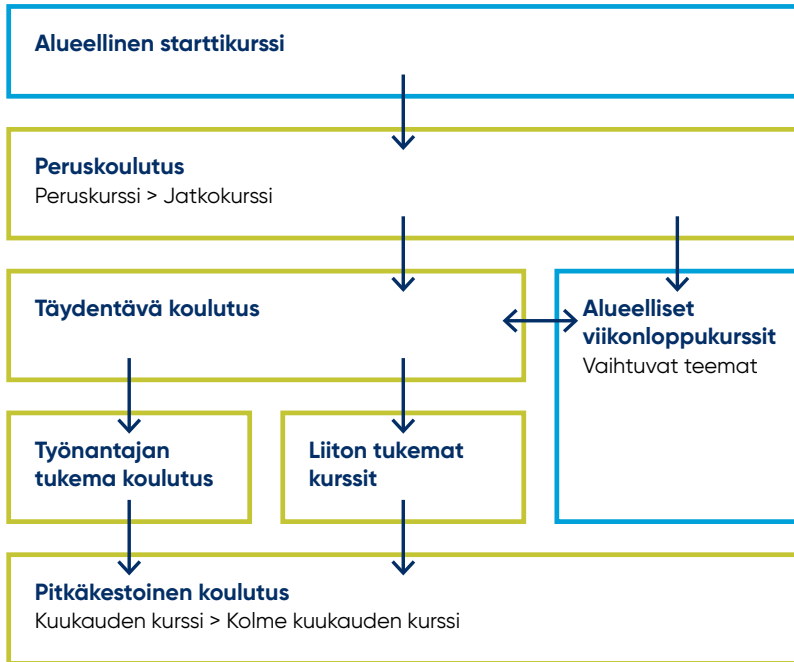 Alueellinen starttikurssi
Peruskoulutus
Peruskurssi > Jatkokurssi
Täydentävä koulutus
Alueelliset
viikonloppukurssit
Vaihtuvat teemat
Työnantajan
tukema koulutus
Liiton tukemat
kurssit
Pitkäkestoinen koulutus
Kuukauden kurssi > Kolme kuukauden kurssi